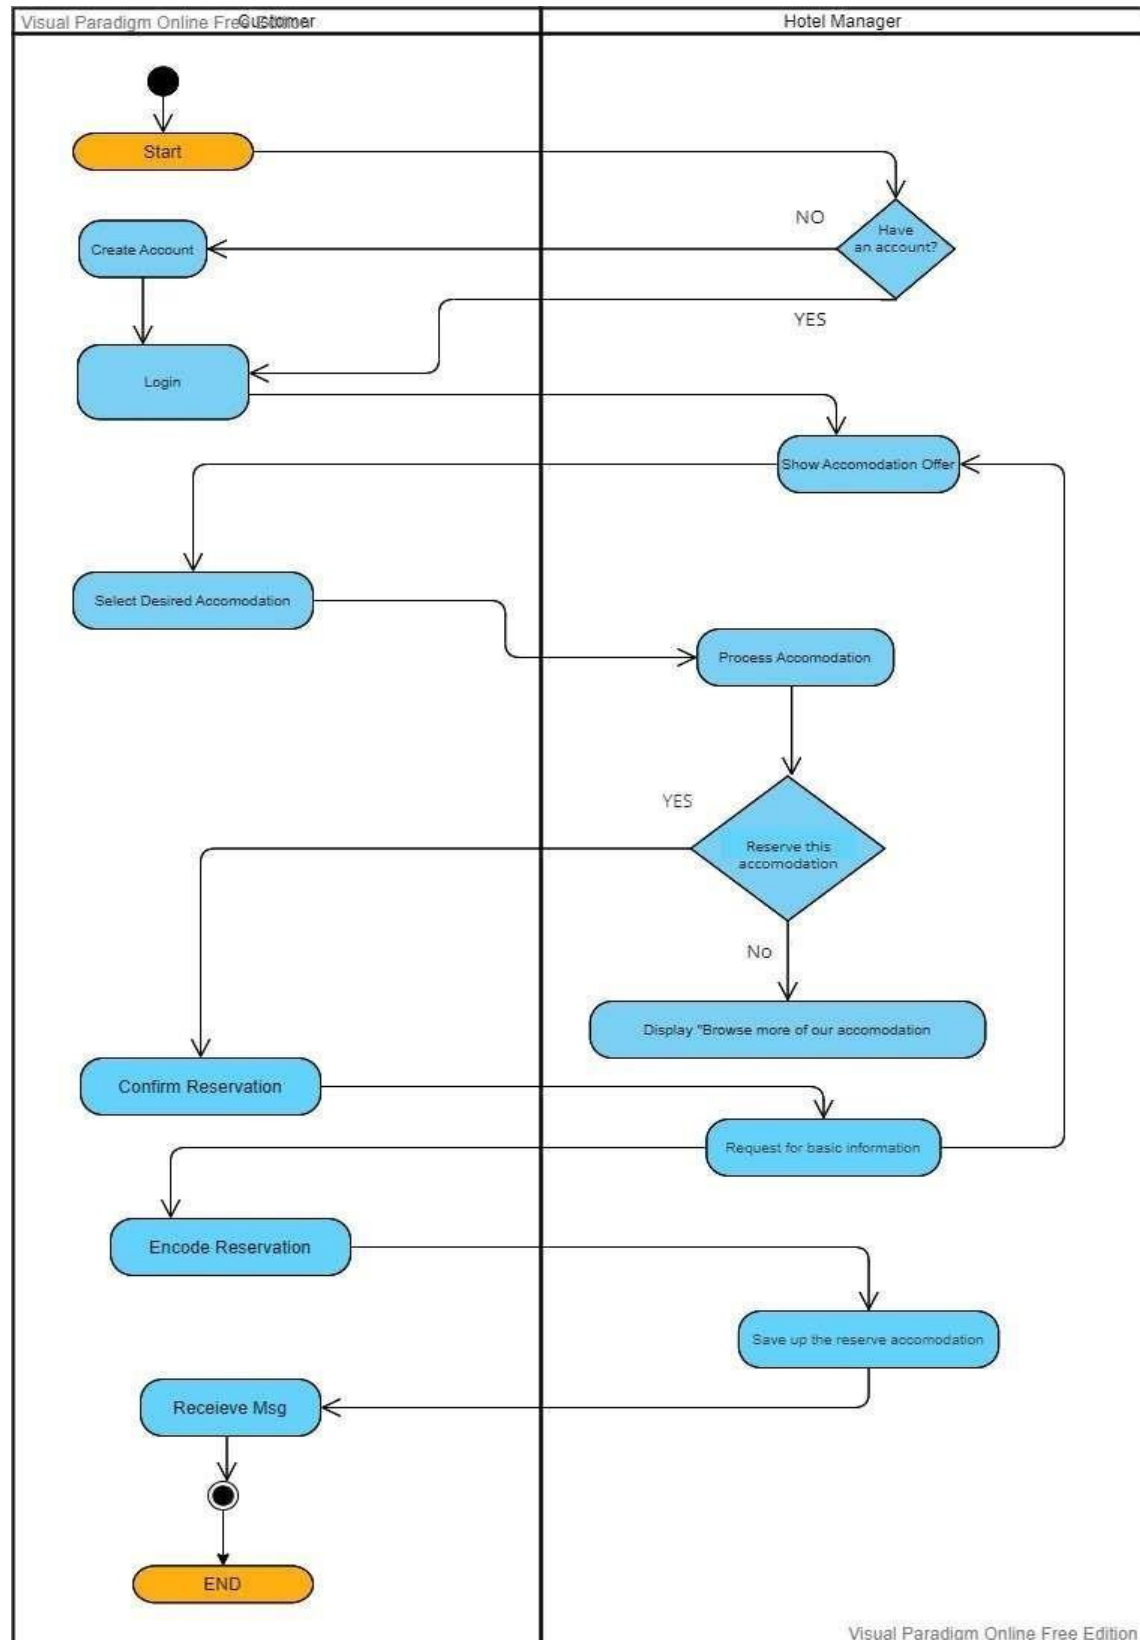 Visual Paradigm Online Free Edition
Customer
Hotel Manager
Start
NO
Have
an account?
Create Account
YES
Login
Show Accomodation Offer
Select Desired Accomodation
Process Accomodation
YES
Reserve this
accomodation
No
Display "Browse more of our accomodation
Confirm Reservation
Request for basic information
Encode Reservation
Save up the reserve accomodation
Receieve Msg
END
Visual Paradigm Online Free Edition